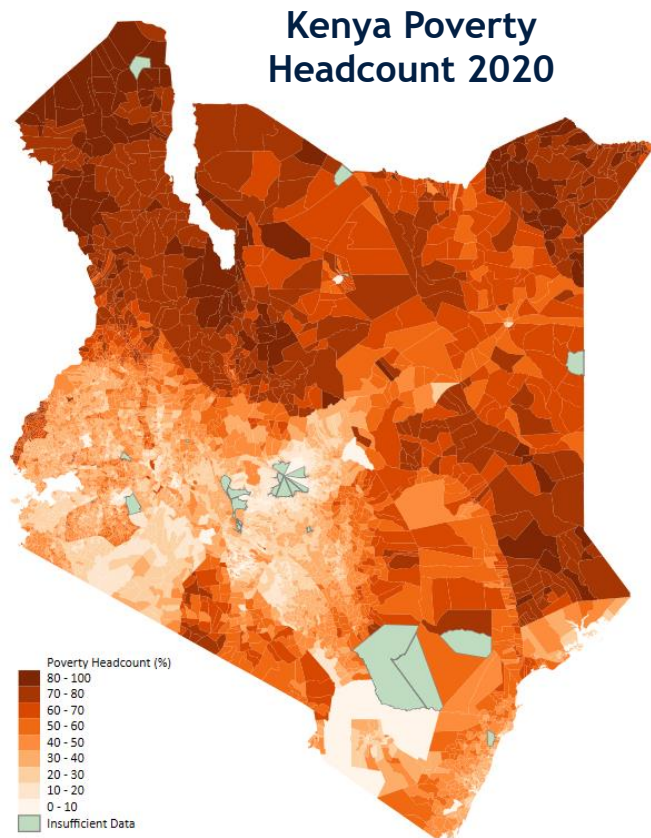 Kenya Poverty
Headcount 2020
Poverty Headcount (%)
80 - 100
70 - 80
60 - 70
50 - 60
40 - 50
30 - 40
20 - 30
10 - 20
0 - 10
Insufficient Data